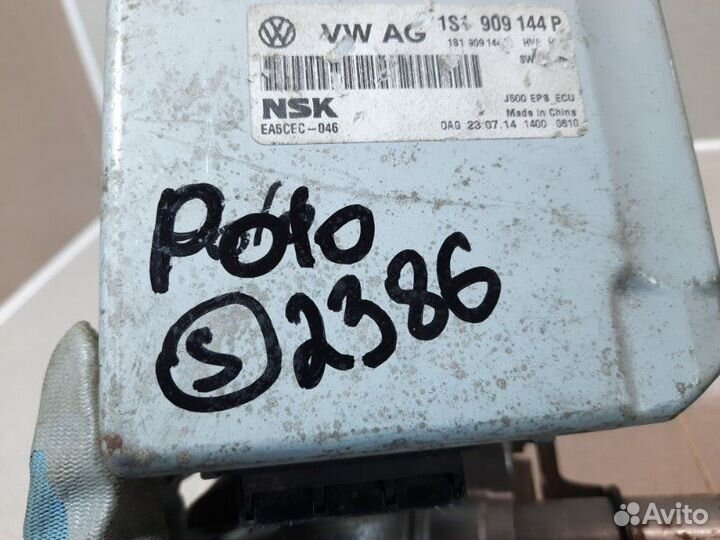 VW AG 1S1 909 144 P
1S1 909 144
NSK
J500 EPS ECU
Made in China
EA5CEC-046
0AG 23.07.14 1400 0610
Polo
S 2386
Avito